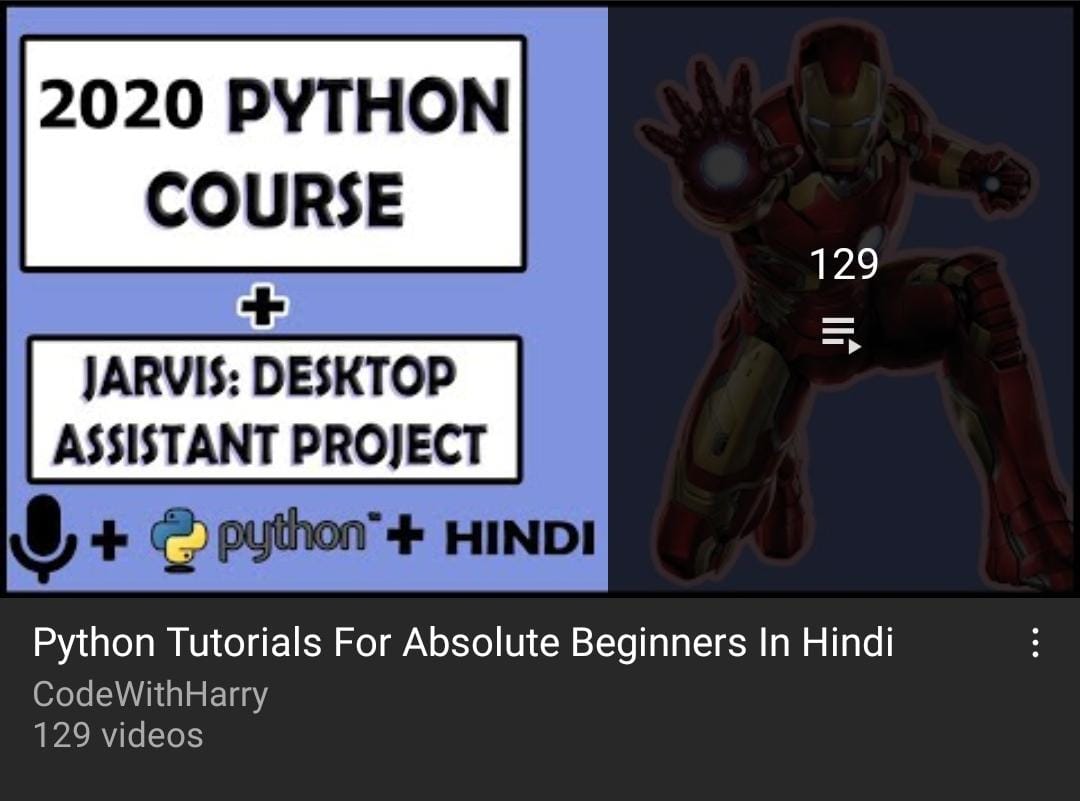 2020 PYTHON
COURSE
+
JARVIS: DESKTOP
ASSISTANT PROJECT
+ python™ + HINDI
129
Python Tutorials For Absolute Beginners In Hindi
CodeWithHarry
129 videos